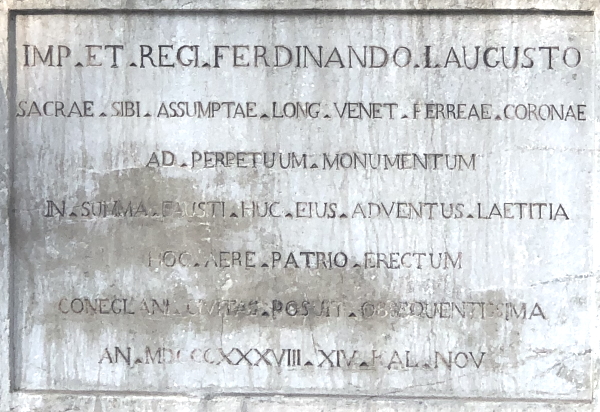 IMP▴ET▴REGI▴FERDINANDO▴I▴AUGUSTO
SACRAE▴SIBI▴ASSUMPTAE▴LONG▴VENET▴FERREAE▴CORONAE
AD▴PERPETUUM▴MONUMENTUM
IN▴SUMMA▴FAUSTI▴HUC▴EIUS▴ADVENTUS▴LAETITIA
HOC▴AERE▴PATRIO▴ERECTUM
CONEGLANI▴CIVITAS▴POSUIT▴OBSEQUENTISSIMA
AN▴MDCCCXXXVIII▴XIV▴KAL▴NOV